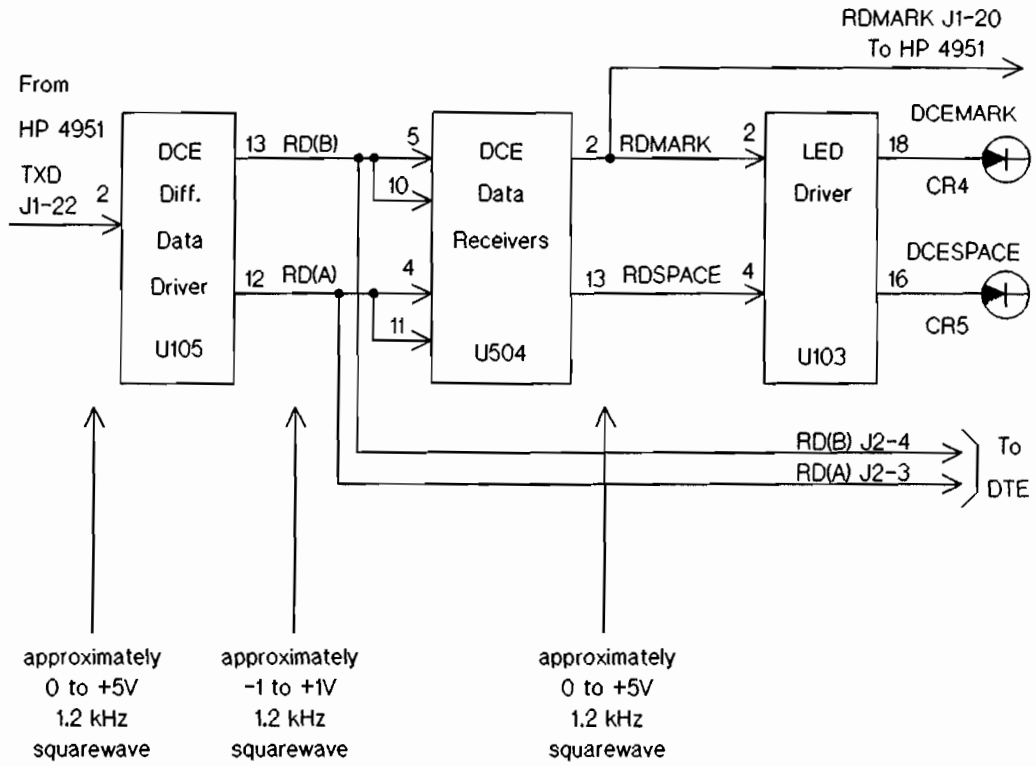 RDMARK J1-20
To HP 4951
From
HP 4951
TXD
J1-22
2
DCE
Diff.
Data
Driver
U105
13
RD(B)
12
RD(A)
5
10
4
11
DCE
Data
Receivers
U504
2
RDMARK
2
13
RDSPACE
4
LED
Driver
U103
18
DCEMARK
CR4
16
DCESPACE
CR5
RD(B) J2-4
RD(A) J2-3
To
DTE
approximately
0 to +5V
1.2 kHz
squarewave
approximately
-1 to +1V
1.2 kHz
squarewave
approximately
0 to +5V
1.2 kHz
squarewave